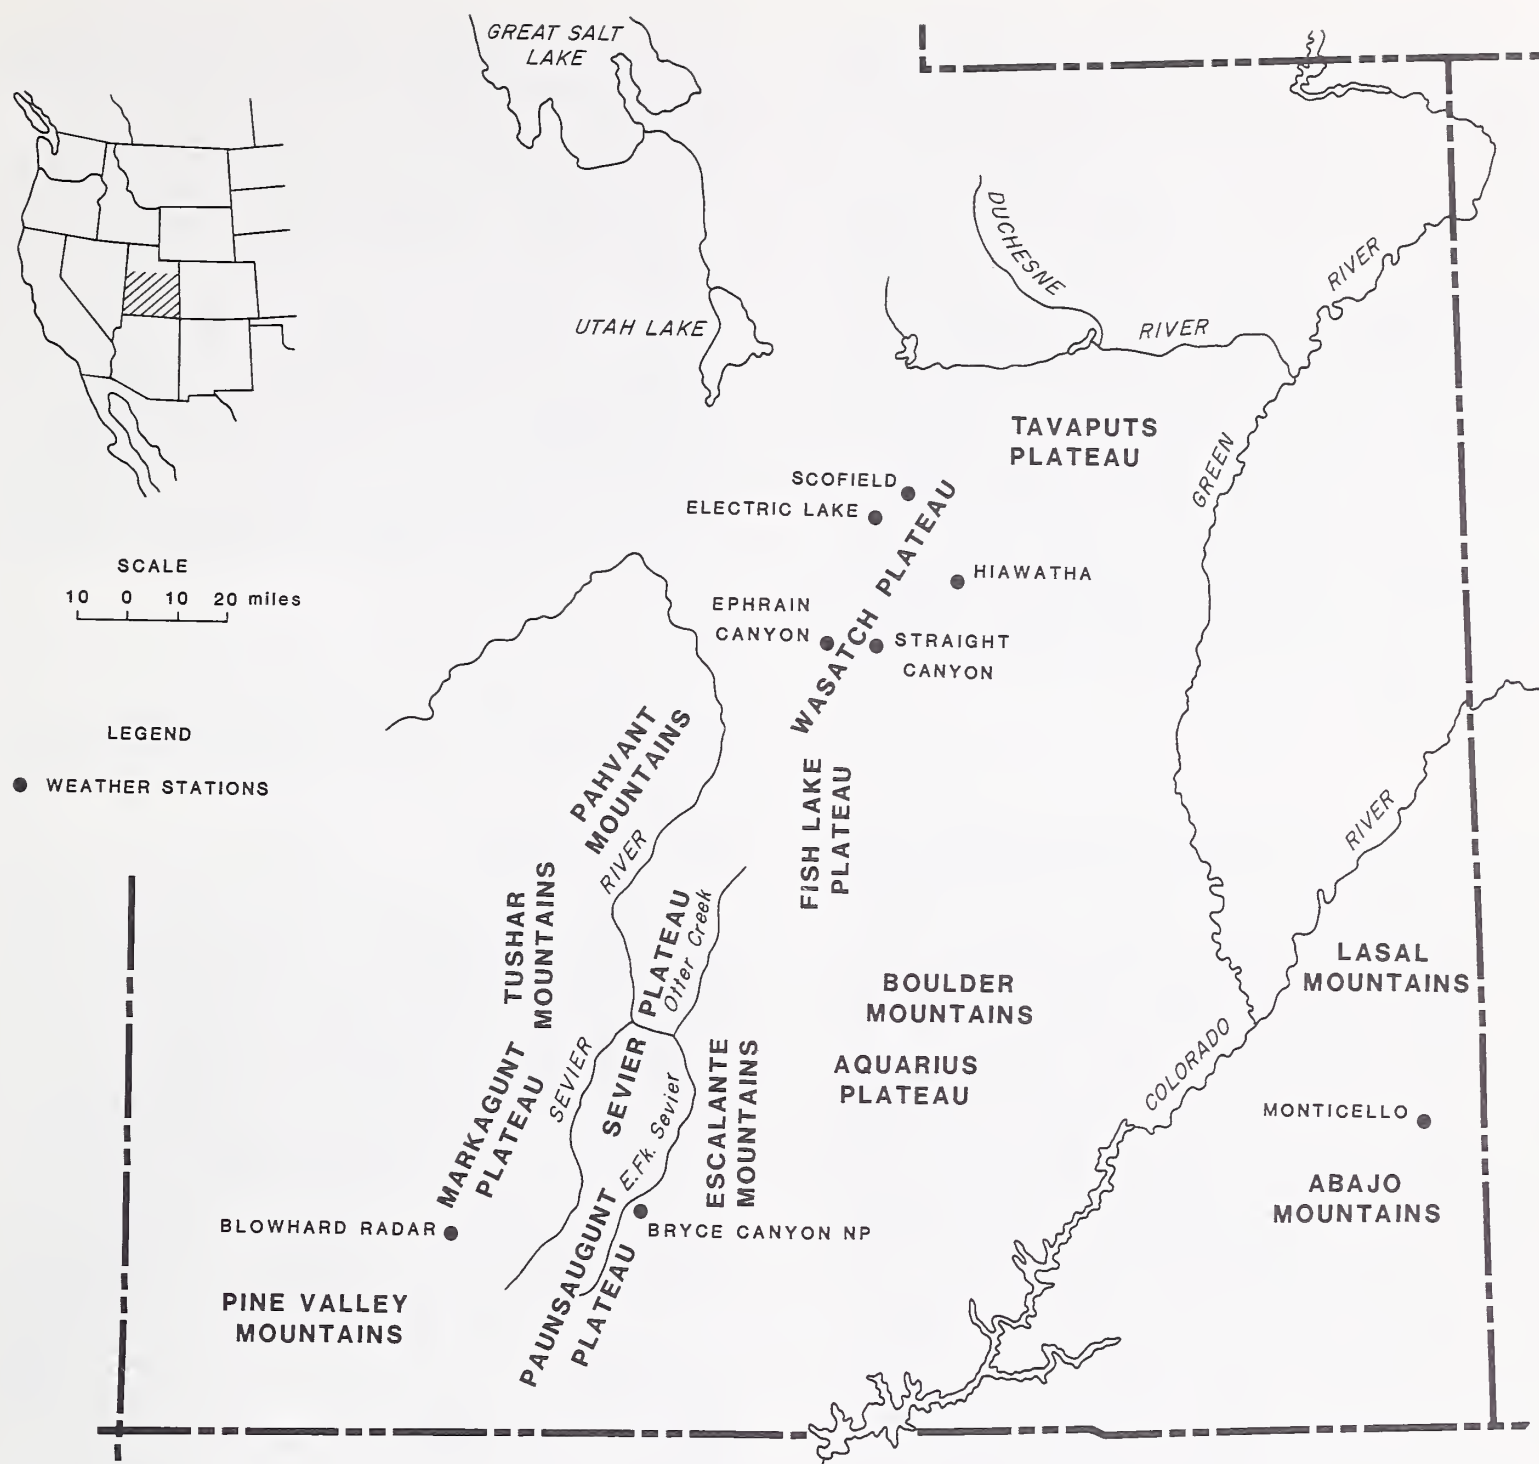 GREAT SALT
LAKE
DUCHESNE
RIVER
RIVER
UTAH LAKE
TAVAPUTS
PLATEAU
GREEN
SCOFIELD
ELECTRIC LAKE
WASATCH PLATEAU
HIAWATHA
EPHRAIN
CANYON
STRAIGHT
CANYON
SCALE
10 0 10 20 miles
LEGEND
WEATHER STATIONS
PAHVANT
MOUNTAINS
FISH LAKE
PLATEAU
RIVER
RIVER
TUSHAR
MOUNTAINS
SEVIER PLATEAU
Otter Creek
BOULDER
MOUNTAINS
LASAL
MOUNTAINS
MARKAGUNT
PLATEAU
SEVIER
E.Fk. Sevier
ESCALANTE
MOUNTAINS
AQUARIUS
PLATEAU
COLORADO
MONTICELLO
ABAJO
MOUNTAINS
BLOWHARD RADAR
BRYCE CANYON NP
PAUNSAUGUNT
PLATEAU
PINE VALLEY
MOUNTAINS